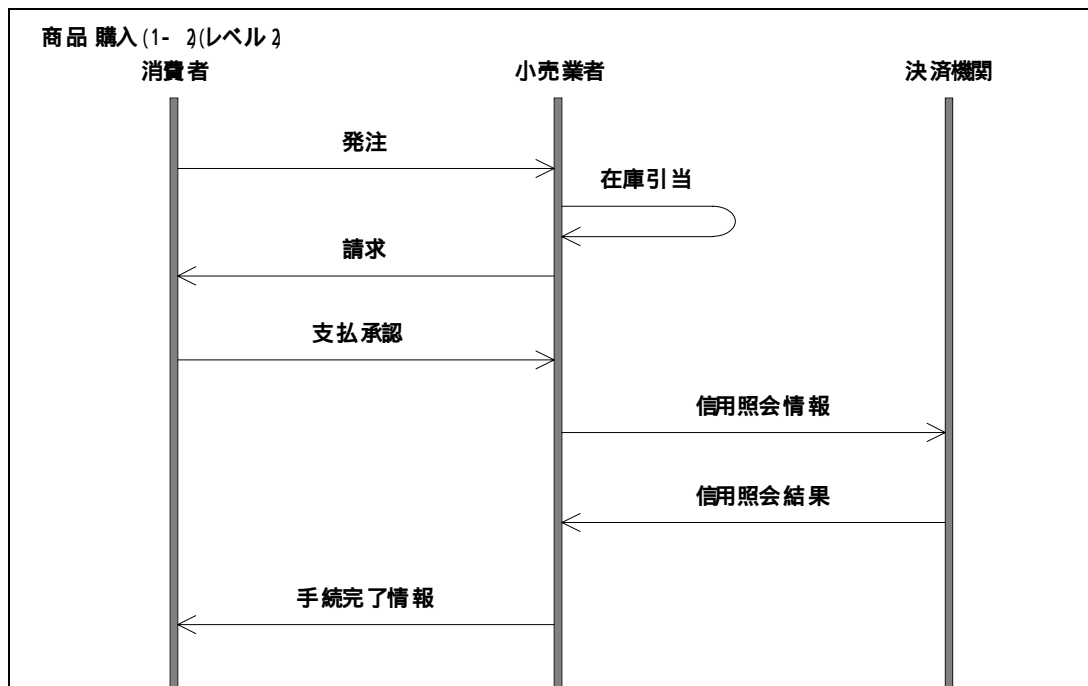 商品購入(1-2)(レベル2)
消費者 小売業者 決済機関
発注
在庫引当
請求
支払承認
信用照会情報
信用照会結果
手続完了情報